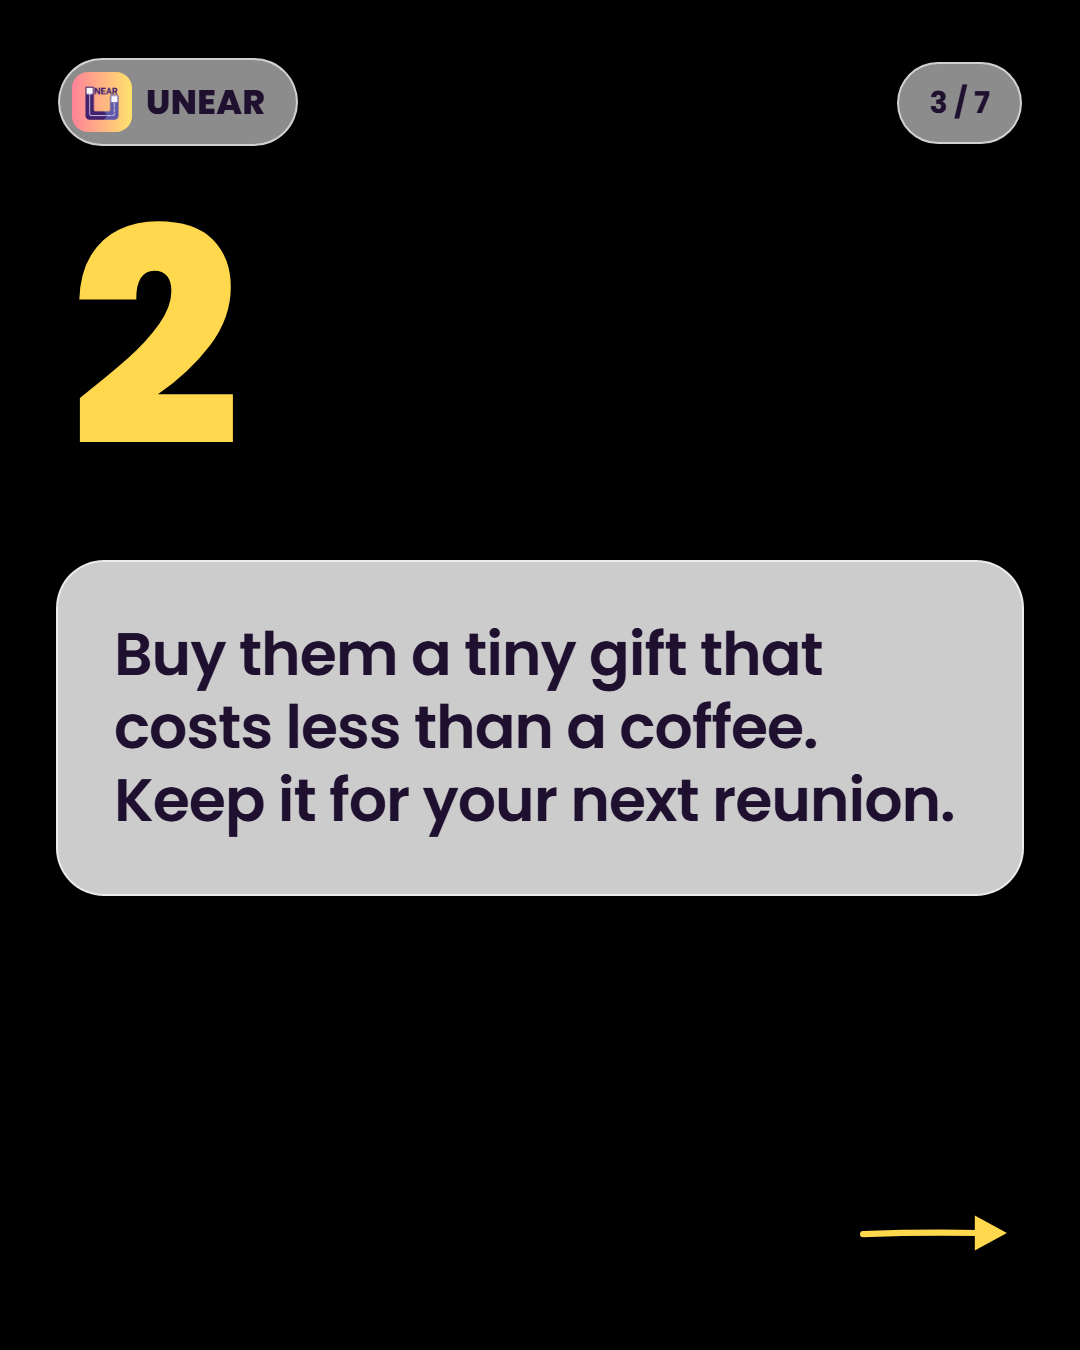 UNEAR
UNEAR
3 / 7
2
Buy them a tiny gift that
costs less than a coffee.
Keep it for your next reunion.